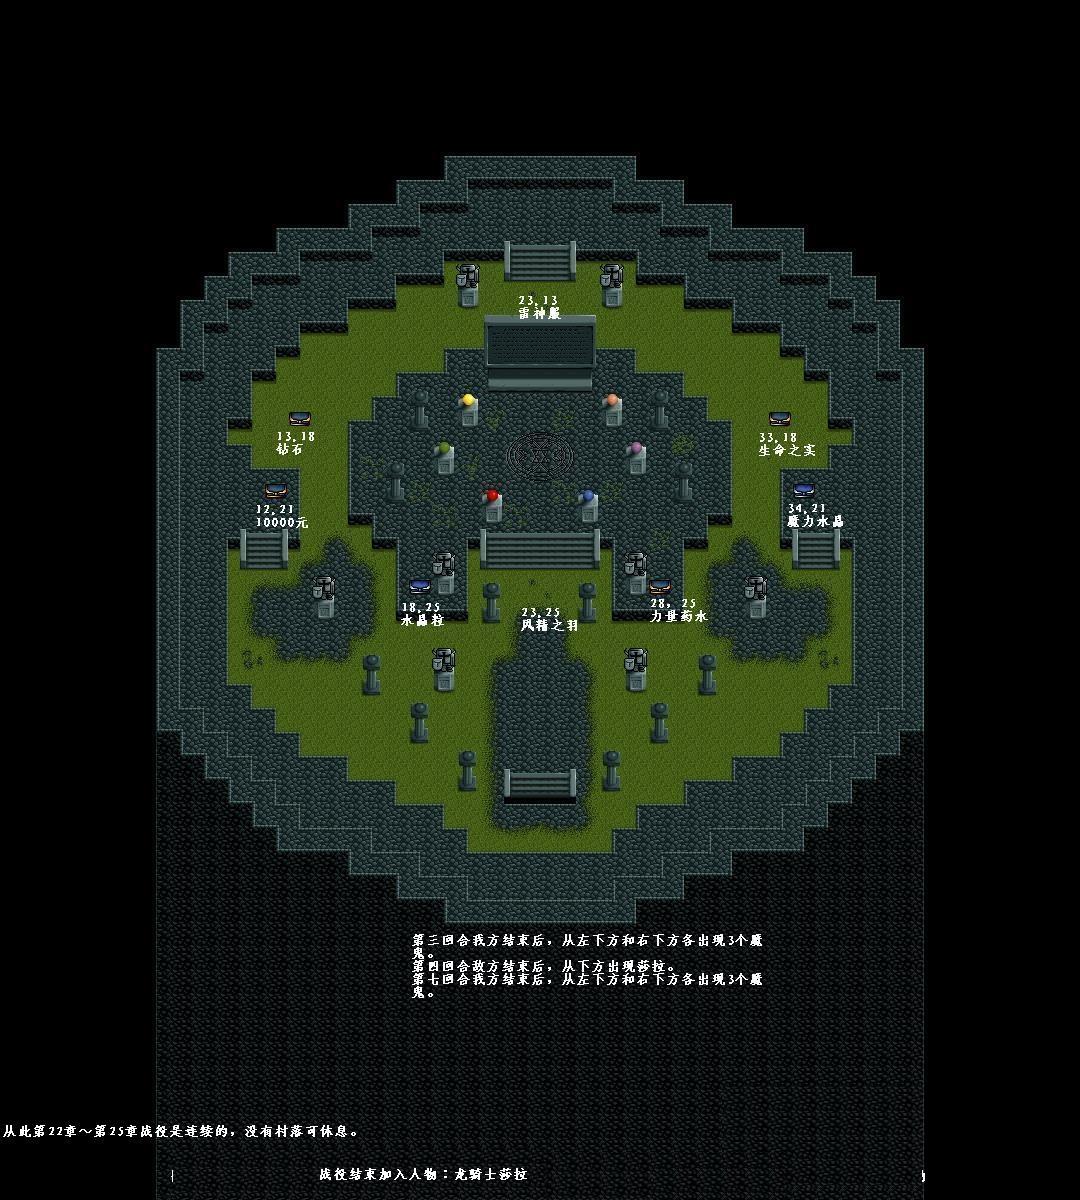 23,13
雷神服
13,18
钻石
33,18
生命之实
12,21
10000元
34,21
魔力水晶
18,25
水晶粒
23,25
风精之羽
28，25
力量药水
第三回合我方结束后，从左下方和右下方各出现3个魔
鬼。
第四回合敌方结束后，从下方出现莎拉。
第七回合我方结束后，从左下方和右下方各出现3个魔
鬼。
从此第22章～第25章战役是连续的，没有村落可休息。
战役结束加入人物：龙骑士莎拉